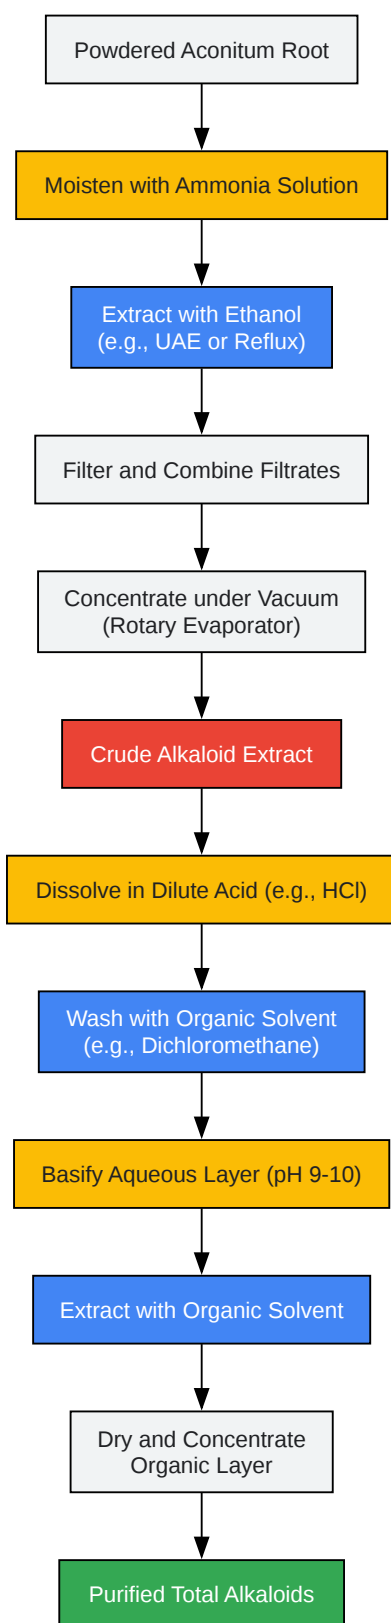 Powdered Aconitum Root
Moisten with Ammonia Solution
Extract with Ethanol
(e.g., UAE or Reflux)
Filter and Combine Filtrates
Concentrate under Vacuum
(Rotary Evaporator)
Crude Alkaloid Extract
Dissolve in Dilute Acid (e.g., HCl)
Wash with Organic Solvent
(e.g., Dichloromethane)
Basify Aqueous Layer (pH 9-10)
Extract with Organic Solvent
Dry and Concentrate
Organic Layer
Purified Total Alkaloids